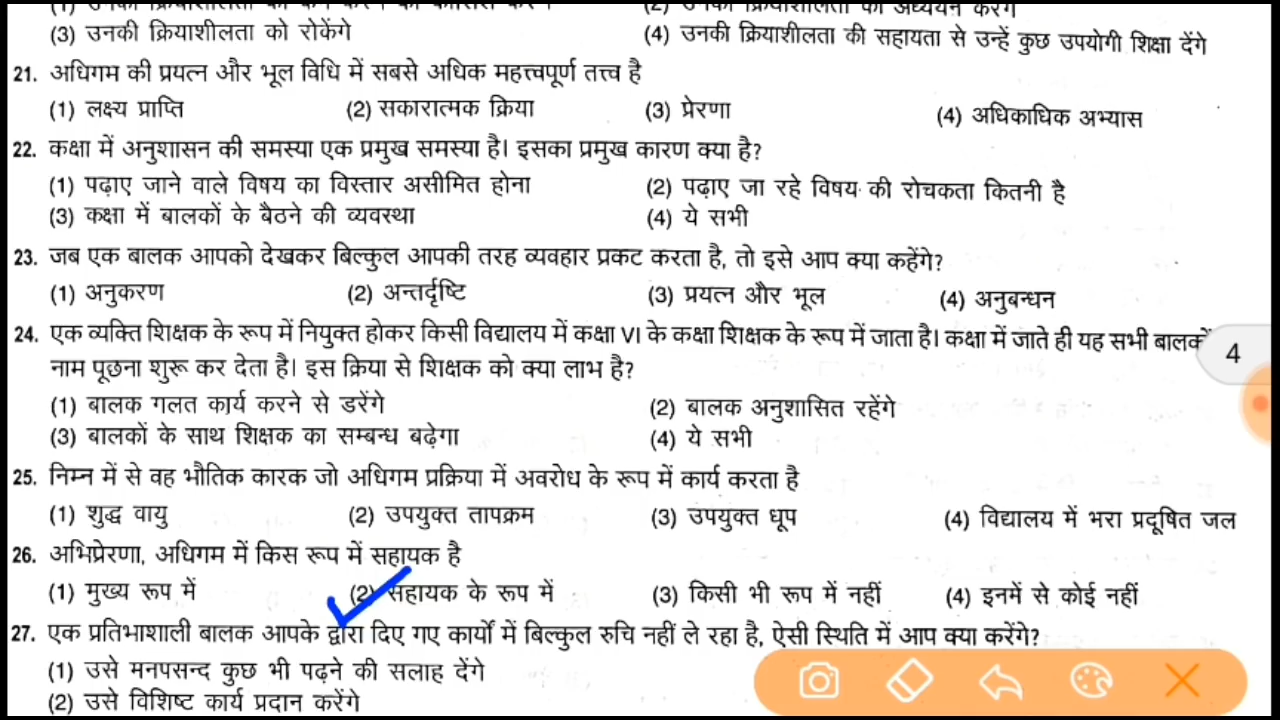 (3) उनकी क्रियाशीलता को रोकेंगे (4) उनकी क्रियाशीलता की सहायता से उन्हें कुछ उपयोगी शिक्षा देंगे
21. अधिगम की प्रयत्न और भूल विधि में सबसे अधिक महत्त्वपूर्ण तत्त्व है
(1) लक्ष्य प्राप्ति (2) सकारात्मक क्रिया (3) प्रेरणा (4) अधिकाधिक अभ्यास
22. कक्षा में अनुशासन की समस्या एक प्रमुख समस्या है। इसका प्रमुख कारण क्या है?
(1) पढ़ाए जाने वाले विषय का विस्तार असीमित होना (2) पढ़ाए जा रहे विषय की रोचकता कितनी है
(3) कक्षा में बालकों के बैठने की व्यवस्था (4) ये सभी
23. जब एक बालक आपको देखकर बिल्कुल आपकी तरह व्यवहार प्रकट करता है, तो इसे आप क्या कहेंगे?
(1) अनुकरण (2) अन्तर्दृष्टि (3) प्रयत्न और भूल (4) अनुबन्धन
24. एक व्यक्ति शिक्षक के रूप में नियुक्त होकर किसी विद्यालय में कक्षा VI के कक्षा शिक्षक के रूप में जाता है। कक्षा में जाते ही यह सभी
4
नाम पूछना शुरू कर देता है। इस क्रिया से शिक्षक को क्या लाभ है?
(1) बालक गलत कार्य करने से डरेंगे (2) बालक अनुशासित रहेंगे
(3) बालकों के साथ शिक्षक का सम्बन्ध बढ़ेगा (4) ये सभी
25. निम्न में से वह भौतिक कारक जो अधिगम प्रक्रिया में अवरोध के रूप में कार्य करता है
(1) शुद्ध वायु (2) उपयुक्त तापक्रम (3) उपयुक्त धूप (4) विद्यालय में भरा प्रदूषित जल
26. अभिप्रेरणा, अधिगम में किस रूप में सहायक है
(1) मुख्य रूप में (2) सहायक के रूप में (3) किसी भी रूप में नहीं (4) इनमें से कोई नहीं
27. एक प्रतिभाशाली बालक आपके द्वारा दिए गए कार्यों में बिल्कुल रुचि नहीं ले रहा है, ऐसी स्थिति में आप क्या करेंगे?
(1) उसे मनपसन्द कुछ भी पढ़ने की सलाह देंगे
(2) उसे विशिष्ट कार्य प्रदान करेंगे